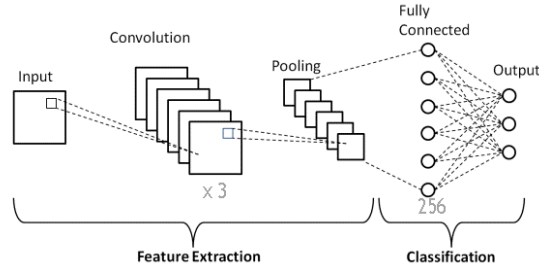 Fully
Connected
Convolution
Pooling
Input
Output
x 3
256
Feature Extraction
Classification